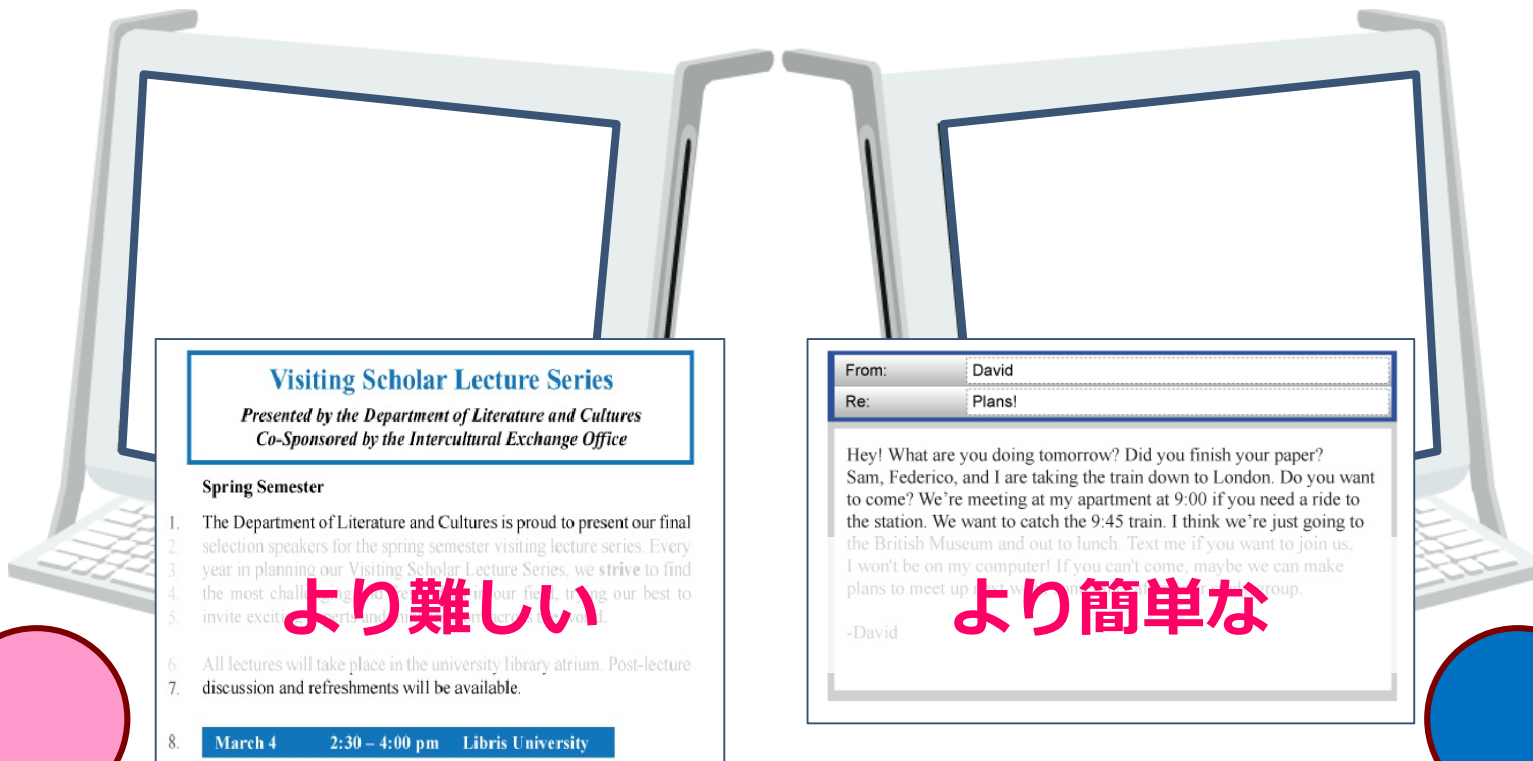 Visiting Scholar Lecture Series
Presented by the Department of Literature and Cultures
Co-Sponsored by the Intercultural Exchange Office
Spring Semester
1. The Department of Literature and Cultures is proud to present our final
2. selection speakers for the spring semester visiting lecture series. Every
3. year in planning our Visiting Scholar Lecture Series, we strive to find
4. the most our field, our best to
5. invite
より難しい
6. All lectures will take place in the university library atrium. Post-lecture
7. discussion and refreshments will be available.
8. March 4 2:30 – 4:00 pm Libris University
From: David
Re: Plans!
Hey! What are you doing tomorrow? Did you finish your paper?
Sam, Federico, and I are taking the train down to London. Do you want
to come? We're meeting at my apartment at 9:00 if you need a ride to
the station. We want to catch the 9:45 train. I think we're just going to
the British Museum and out to lunch. Text me if you want to join us,
I won't be on my computer! If you can't come, maybe we can make
plans to meet up
より簡単な
-David